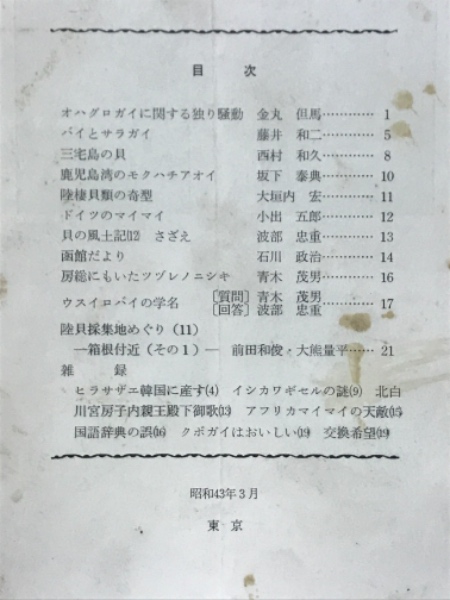 目次
オハグロガイに関する独り騒動 金丸 但馬………… 1
バイとサラガイ 藤井 和二………… 5
三宅島の貝 西村 和久………… 8
鹿児島湾のモクハチアオイ 坂下 泰典………… 10
陸棲貝類の奇型 大垣内 宏………… 11
ドイツのマイマイ 小出 五郎………… 12
貝の風土記⑿ さざえ 波部 忠重………… 13
函館だより 石川 政治………… 14
房総にもいたツヅレノニシキ 青木 茂男………… 16
ウスイロバイの学名 〔質問〕青木 茂男 〔回答〕波部 忠重………… 17
陸貝採集地めぐり（11）
―箱根付近（その1）― 前田和俊・大熊量平…… 21
雑録
ヒラサザエ韓国に産す⑷ イシカワギセルの謎⑼ 北白
川宮房子内親王殿下御歌⒀ アフリカマイマイの天敵⒂
国語辞典の誤⒃ クボガイはおいしい⒆ 交換希望⒆
昭和43年3月
東京